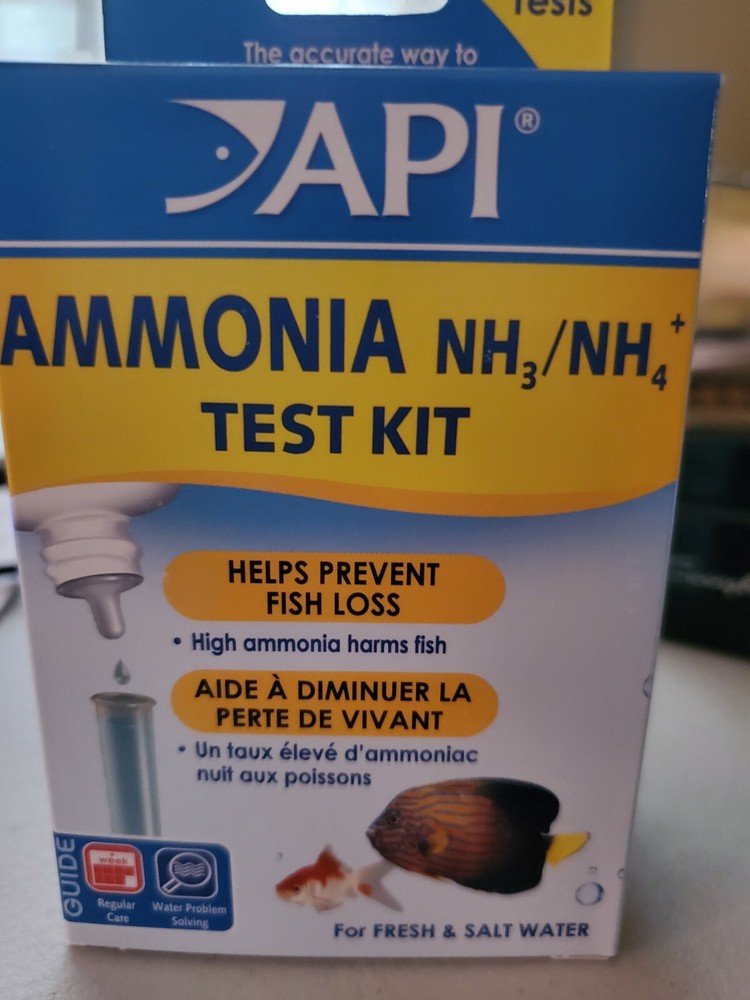 Tests
The accurate way to
API®
AMMONIA NH₃/NH₄⁺
TEST KIT
HELPS PREVENT
FISH LOSS
• High ammonia harms fish
AIDE À DIMINUER LA
PERTE DE VIVANT
• Un taux élevé d'ammoniac
nuit aux poissons
GUIDE
week
Regular
Care
Water Problem
Solving
For FRESH & SALT WATER